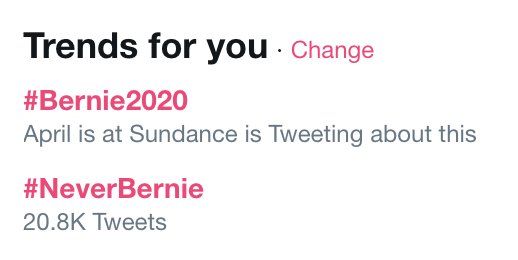 Trends for you · Change
#Bernie2020
April is at Sundance is Tweeting about this
#NeverBernie
20.8K Tweets